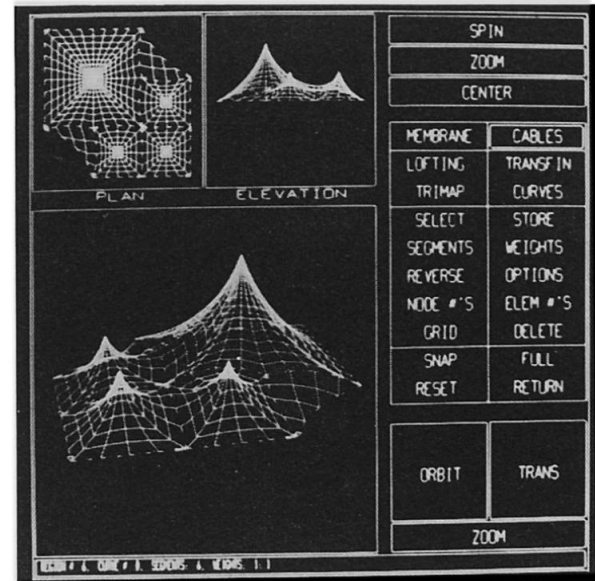 SPIN
ZOOM
CENTER
PLAN
ELEVATION
MEMBRANE CABLES
LOFTING TRANSFIN
TRIMAP CURVES
SELECT STORE
SEGMENTS WEIGHTS
REVERSE OPTIONS
NODE #'S ELEM #'S
GRID DELETE
SNAP FULL
RESET RETURN
ORBIT TRANS
ZOOM